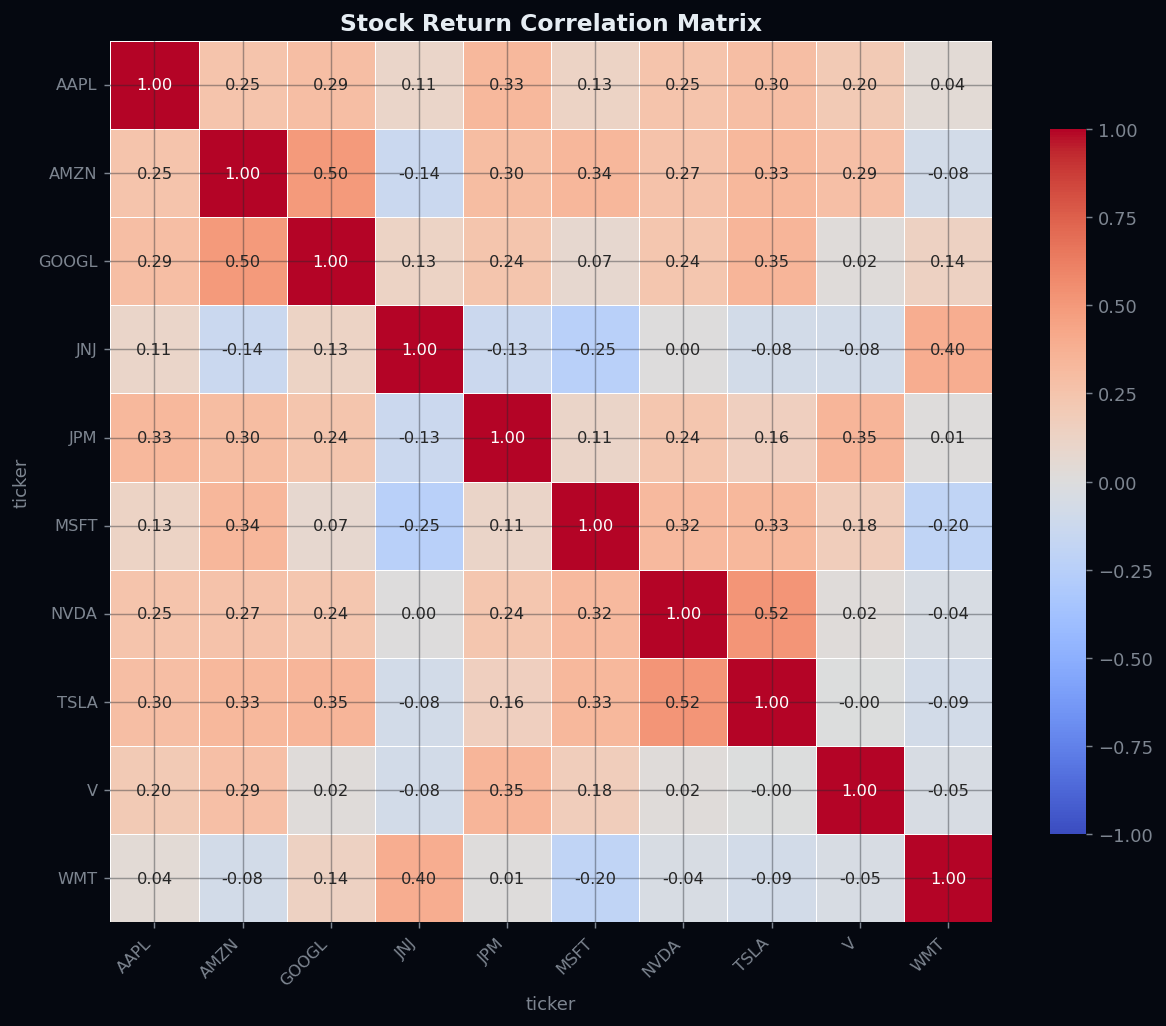 Stock Return Correlation Matrix
AAPL 1.00 0.25 0.29 0.11 0.33 0.13 0.25 0.30 0.20 0.04
AMZN 0.25 1.00 0.50 -0.14 0.30 0.34 0.27 0.33 0.29 -0.08
GOOGL 0.29 0.50 1.00 0.13 0.24 0.07 0.24 0.35 0.02 0.14
JNJ 0.11 -0.14 0.13 1.00 -0.13 -0.25 0.00 -0.08 -0.08 0.40
JPM 0.33 0.30 0.24 -0.13 1.00 0.11 0.24 0.16 0.35 0.01
MSFT 0.13 0.34 0.07 -0.25 0.11 1.00 0.32 0.33 0.18 -0.20
NVDA 0.25 0.27 0.24 0.00 0.24 0.32 1.00 0.52 0.02 -0.04
TSLA 0.30 0.33 0.35 -0.08 0.16 0.33 0.52 1.00 -0.00 -0.09
V 0.20 0.29 0.02 -0.08 0.35 0.18 0.02 -0.00 1.00 -0.05
WMT 0.04 -0.08 0.14 0.40 0.01 -0.20 -0.04 -0.09 -0.05 1.00
AAPL AMZN GOOGL JNJ JPM MSFT NVDA TSLA V WMT
ticker
ticker
1.00
0.75
0.50
0.25
0.00
−0.25
−0.50
−0.75
−1.00